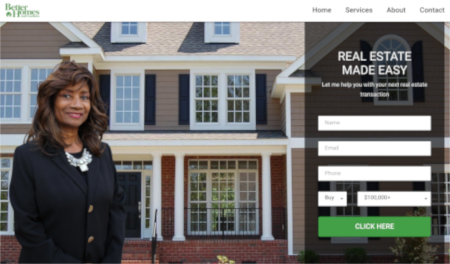 Better
Homes
Home
Services
About
Contact
REAL ESTATE
MADE EASY
Let me help you with your next real estate
transaction
Name
Email
Phone
Buy
$100,000+
CLICK HERE